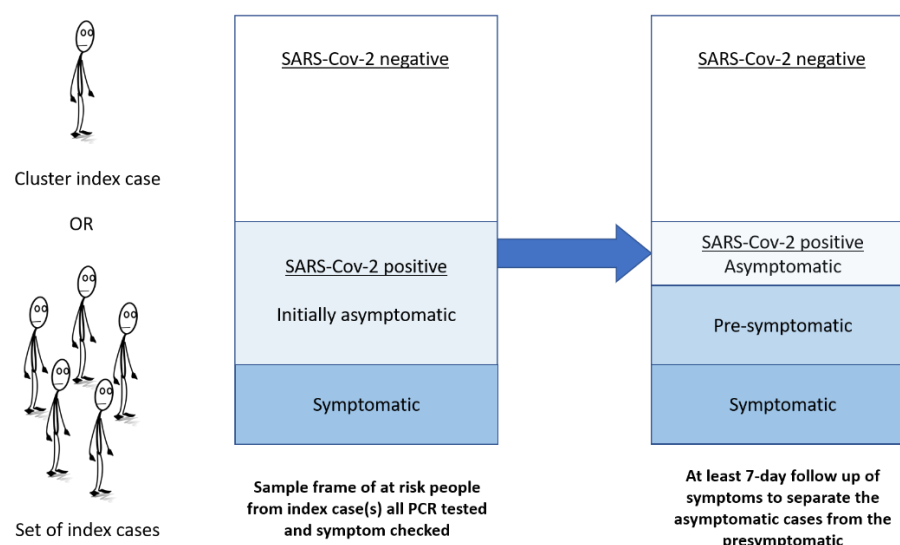 Cluster index case
OR
Set of index cases
SARS-Cov-2 negative
SARS-Cov-2 positive
Initially asymptomatic
Symptomatic
Sample frame of at risk people
from index case(s) all PCR tested
and symptom checked
SARS-Cov-2 negative
SARS-Cov-2 positive
Asymptomatic
Pre-symptomatic
Symptomatic
At least 7-day follow up of
symptoms to separate the
asymptomatic cases from the
presymptomatic